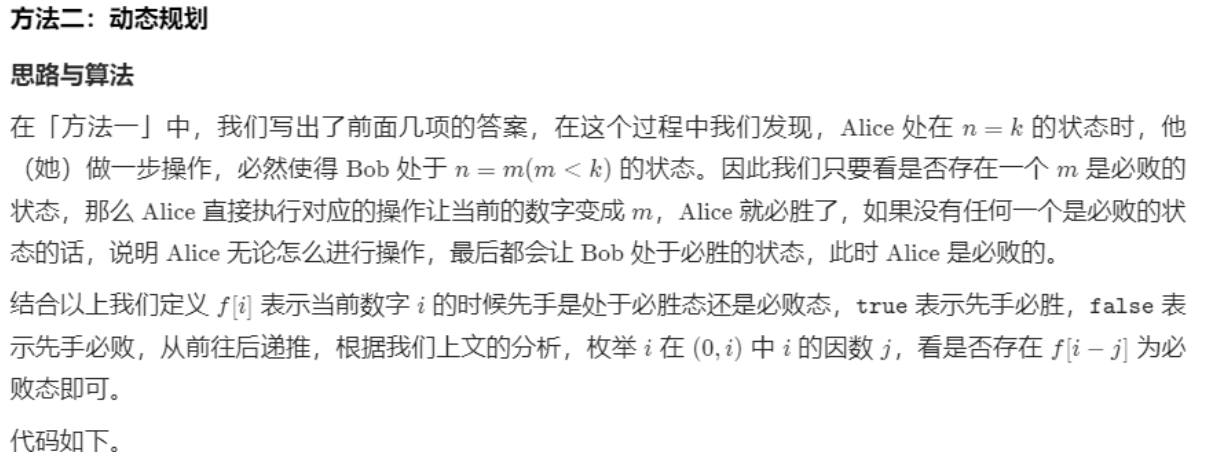 方法二：动态规划
思路与算法
在「方法一」中，我们写出了前面几项的答案，在这个过程中我们发现，Alice 处在 n = k 的状态时，他
（她）做一步操作，必然使得 Bob 处于 n = m(m < k) 的状态。因此我们只要看是否存在一个 m 是必败的
状态，那么 Alice 直接执行对应的操作让当前的数字变成 m，Alice 就必胜了，如果没有任何一个是必败的状
态的话，说明 Alice 无论怎么进行操作，最后都会让 Bob 处于必胜的状态，此时 Alice 是必败的。
结合以上我们定义 f[i] 表示当前数字 i 的时候先手是处于必胜态还是必败态，true 表示先手必胜，false 表
示先手必败，从前往后递推，根据我们上文的分析，枚举 i 在 (0, i) 中 i 的因数 j，看是否存在 f[i − j] 为必
败态即可。
代码如下。